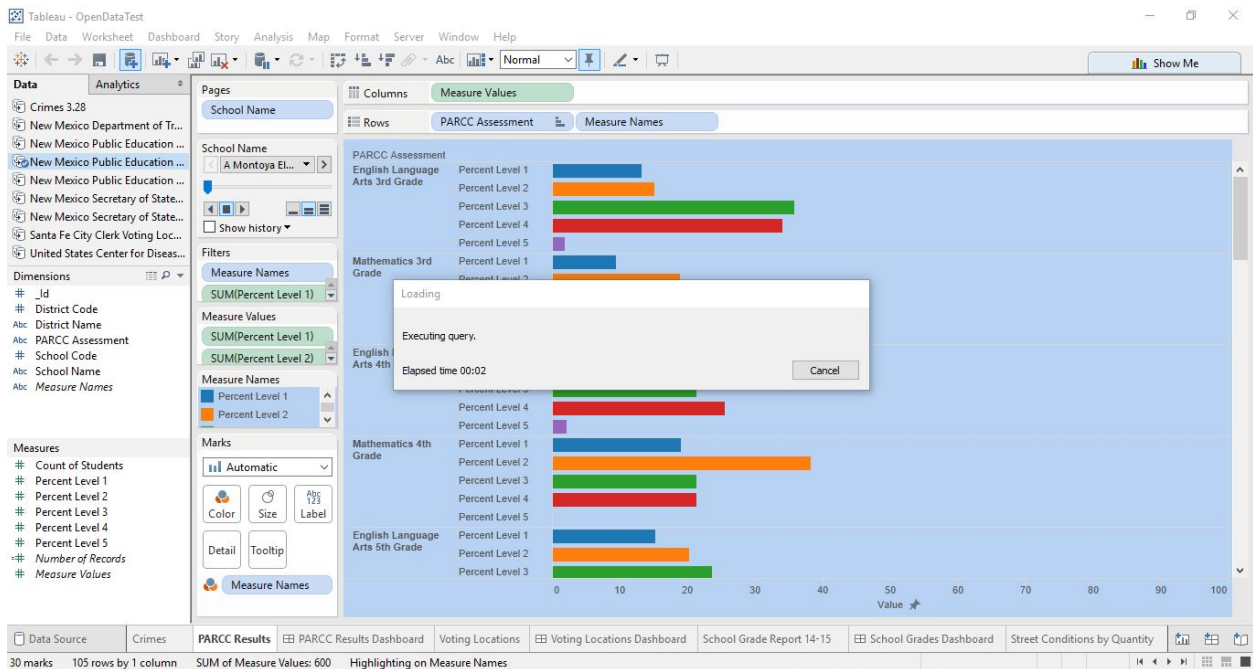 Tableau - OpenDataTest
File Data Worksheet Dashboard Story Analysis Map Format Server Window Help
Abc Normal Show Me
Data Analytics
Crimes 3.28
New Mexico Department of Tr...
New Mexico Public Education ...
New Mexico Public Education ...
New Mexico Public Education ...
New Mexico Secretary of State...
New Mexico Secretary of State...
Santa Fe City Clerk Voting Loc...
United States Center for Diseas...
Dimensions
# _Id
# District Code
Abc District Name
Abc PARCC Assessment
# School Code
Abc School Name
Abc Measure Names
Measures
# Count of Students
# Percent Level 1
# Percent Level 2
# Percent Level 3
# Percent Level 4
# Percent Level 5
=# Number of Records
# Measure Values
Pages
School Name
School Name
A Montoya El...
Show history
Filters
Measure Names
SUM(Percent Level 1)
Measure Values
SUM(Percent Level 1)
SUM(Percent Level 2)
Measure Names
Percent Level 1
Percent Level 2
Marks
Automatic
Color Size Abc 123 Label
Detail Tooltip
Measure Names
Columns Measure Values
Rows PARCC Assessment Measure Names
PARCC Assessment
English Language Percent Level 1
Arts 3rd Grade Percent Level 2
Percent Level 3
Percent Level 4
Percent Level 5
Mathematics 3rd Percent Level 1
Grade Percent Level 2
Loading
Executing query.
Elapsed time 00:02 Cancel
English
Arts 4th
Percent Level 4
Percent Level 5
Mathematics 4th Percent Level 1
Grade Percent Level 2
Percent Level 3
Percent Level 4
Percent Level 5
English Language Percent Level 1
Arts 5th Grade Percent Level 2
Percent Level 3
0 10 20 30 40 50 60 70 80 90 100
Value
Data Source Crimes PARCC Results PARCC Results Dashboard Voting Locations Voting Locations Dashboard School Grade Report 14-15 School Grades Dashboard Street Conditions by Quantity
30 marks 105 rows by 1 column SUM of Measure Values: 600 Highlighting on Measure Names